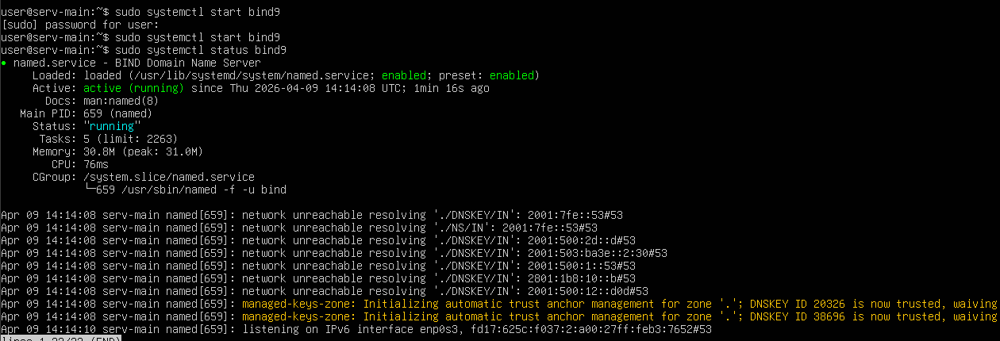 user@serv-main:~$ sudo systemctl start bind9
[sudo] password for user:
user@serv-main:~$ sudo systemctl start bind9
user@serv-main:~$ sudo systemctl status bind9
● named.service - BIND Domain Name Server
     Loaded: loaded (/usr/lib/systemd/system/named.service; enabled; preset: enabled)
     Active: active (running) since Thu 2026-04-09 14:14:08 UTC; 1min 16s ago
       Docs: man:named(8)
   Main PID: 659 (named)
     Status: "running"
      Tasks: 5 (limit: 2263)
     Memory: 30.8M (peak: 31.0M)
        CPU: 76ms
     CGroup: /system.slice/named.service
             └─659 /usr/sbin/named -f -u bind

Apr 09 14:14:08 serv-main named[659]: network unreachable resolving './DNSKEY/IN': 2001:7fe::53#53
Apr 09 14:14:08 serv-main named[659]: network unreachable resolving './NS/IN': 2001:7fe::53#53
Apr 09 14:14:08 serv-main named[659]: network unreachable resolving './DNSKEY/IN': 2001:500:2d::d#53
Apr 09 14:14:08 serv-main named[659]: network unreachable resolving './DNSKEY/IN': 2001:503:ba3e::2:30#53
Apr 09 14:14:08 serv-main named[659]: network unreachable resolving './DNSKEY/IN': 2001:500:1::53#53
Apr 09 14:14:08 serv-main named[659]: network unreachable resolving './DNSKEY/IN': 2801:1b8:10::b#53
Apr 09 14:14:08 serv-main named[659]: network unreachable resolving './DNSKEY/IN': 2001:500:12::d0d#53
Apr 09 14:14:08 serv-main named[659]: managed-keys-zone: Initializing automatic trust anchor management for zone '.'; DNSKEY ID 20326 is now trusted, waiving
Apr 09 14:14:08 serv-main named[659]: managed-keys-zone: Initializing automatic trust anchor management for zone '.'; DNSKEY ID 38696 is now trusted, waiving
Apr 09 14:14:10 serv-main named[659]: listening on IPv6 interface enp0s3, fd17:625c:f037:2:a00:27ff:feb3:7652#53
lines 1-22/22 (END)